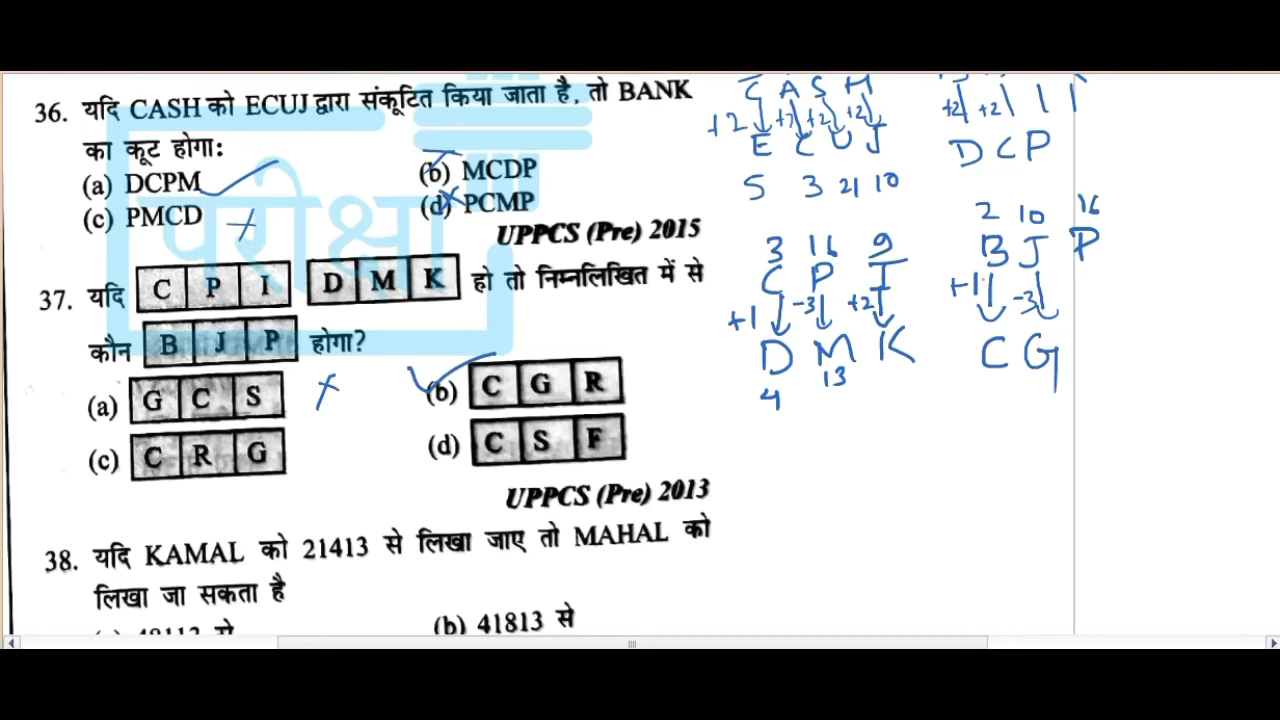 36. यदि CASH को ECUJ द्वारा संकूटित किया जाता है, तो BANK
का कूट होगा:
(a) DCPM (b) MCDP
(c) PMCD (d) PCMP
UPPCS (Pre) 2015
37. यदि C P I D M K हो तो निम्नलिखित में से
कौन B J P होगा?
(a) G C S (b) C G R
(c) C R G (d) C S F
UPPCS (Pre) 2013
38. यदि KAMAL को 21413 से लिखा जाए तो MAHAL को
लिखा जा सकता है
(b) 41813 से
परीक्षा
C A S H
+2 +2 +2 +2
E C U J
5 3 21 10
+2 +2
D C P
3 16 9
C P I
+1 -3 +2
D M K
4 13
2 10 16
B J P
+1 -3
C G